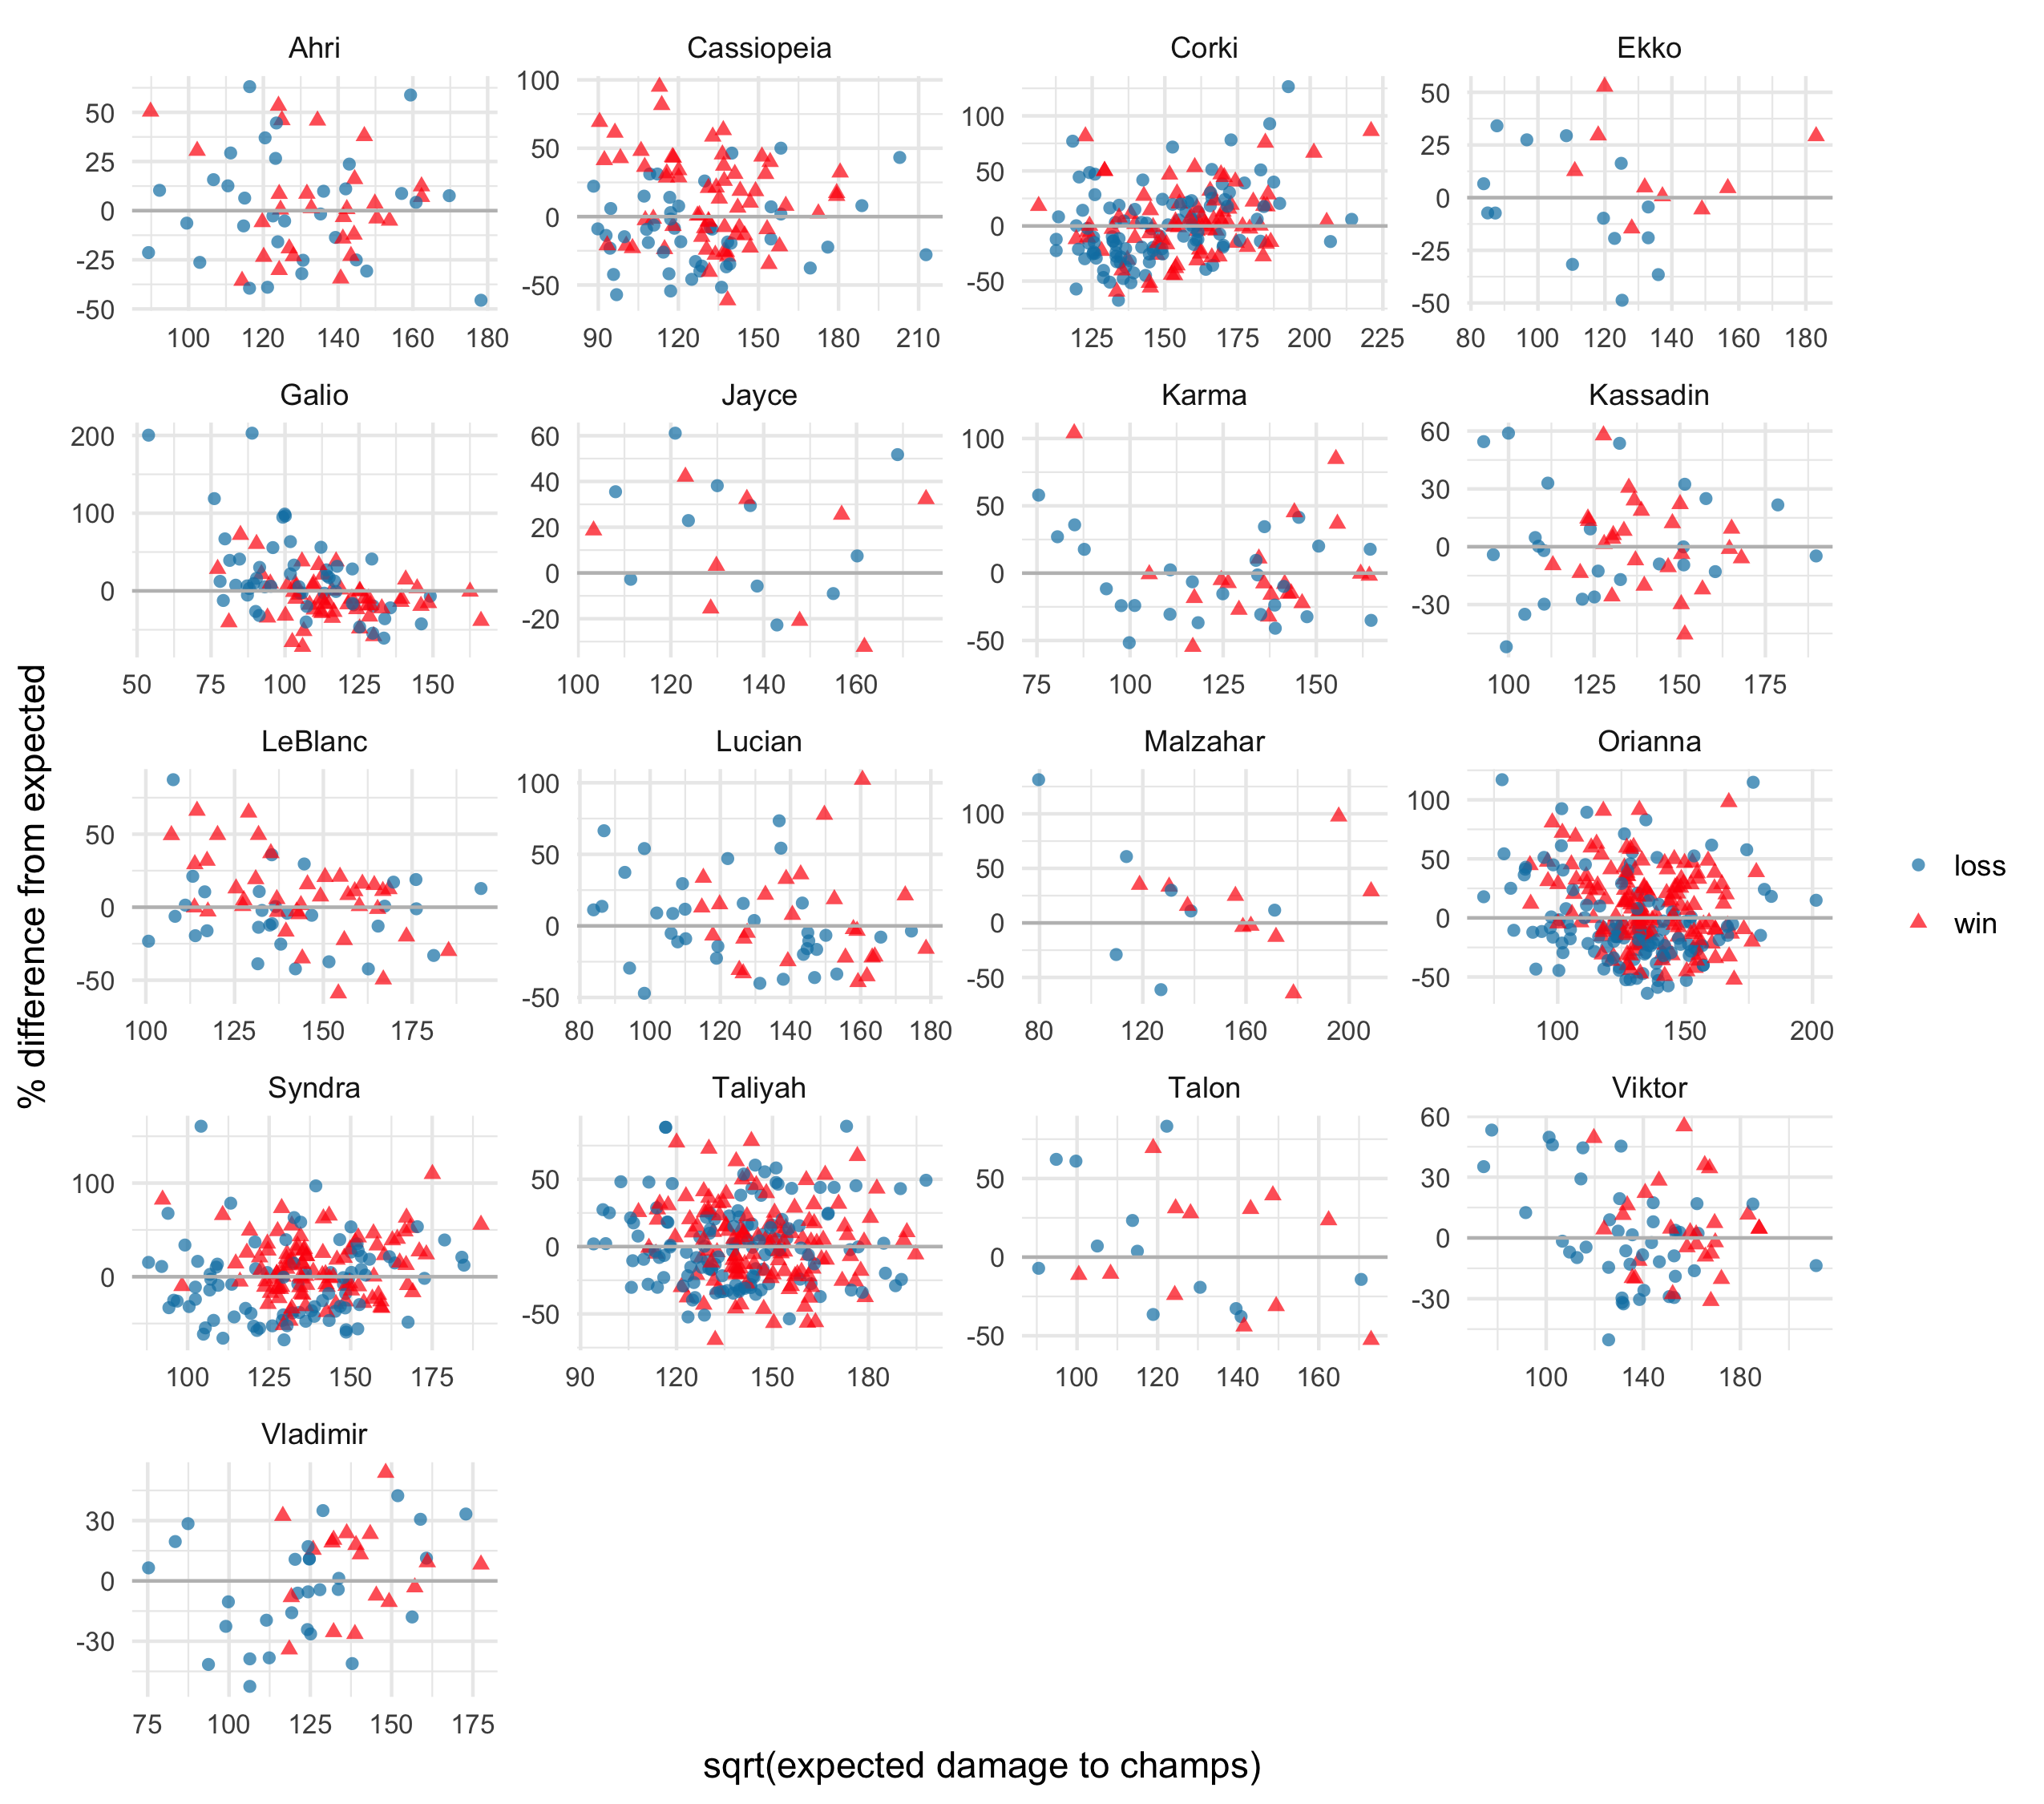 Ahri Cassiopeia Corki Ekko
50 25 0 -25 -50
100 50 0 -50
100 50 0 -50
50 25 0 -25 -50
100 120 140 160 180 90 120 150 180 210 125 150 175 200 225 80 100 120 140 160 180
Galio Jayce Karma Kassadin
200 100 0
60 40 20 0 -20
100 50 0 -50
60 30 0 -30
50 75 100 125 150 100 120 140 160 75 100 125 150 100 125 150 175
LeBlanc Lucian Malzahar Orianna
50 0 -50
100 50 0 -50
100 50 0 -50
100 50 0 -50
100 125 150 175 80 100 120 140 160 180 80 120 160 200 100 150 200
Syndra Taliyah Talon Viktor
100 0
50 0 -50
50 0 -50
60 30 0 -30
100 125 150 175 90 120 150 180 100 120 140 160 100 140 180
Vladimir
30 0 -30
75 100 125 150 175
% difference from expected
sqrt(expected damage to champs)
loss
win